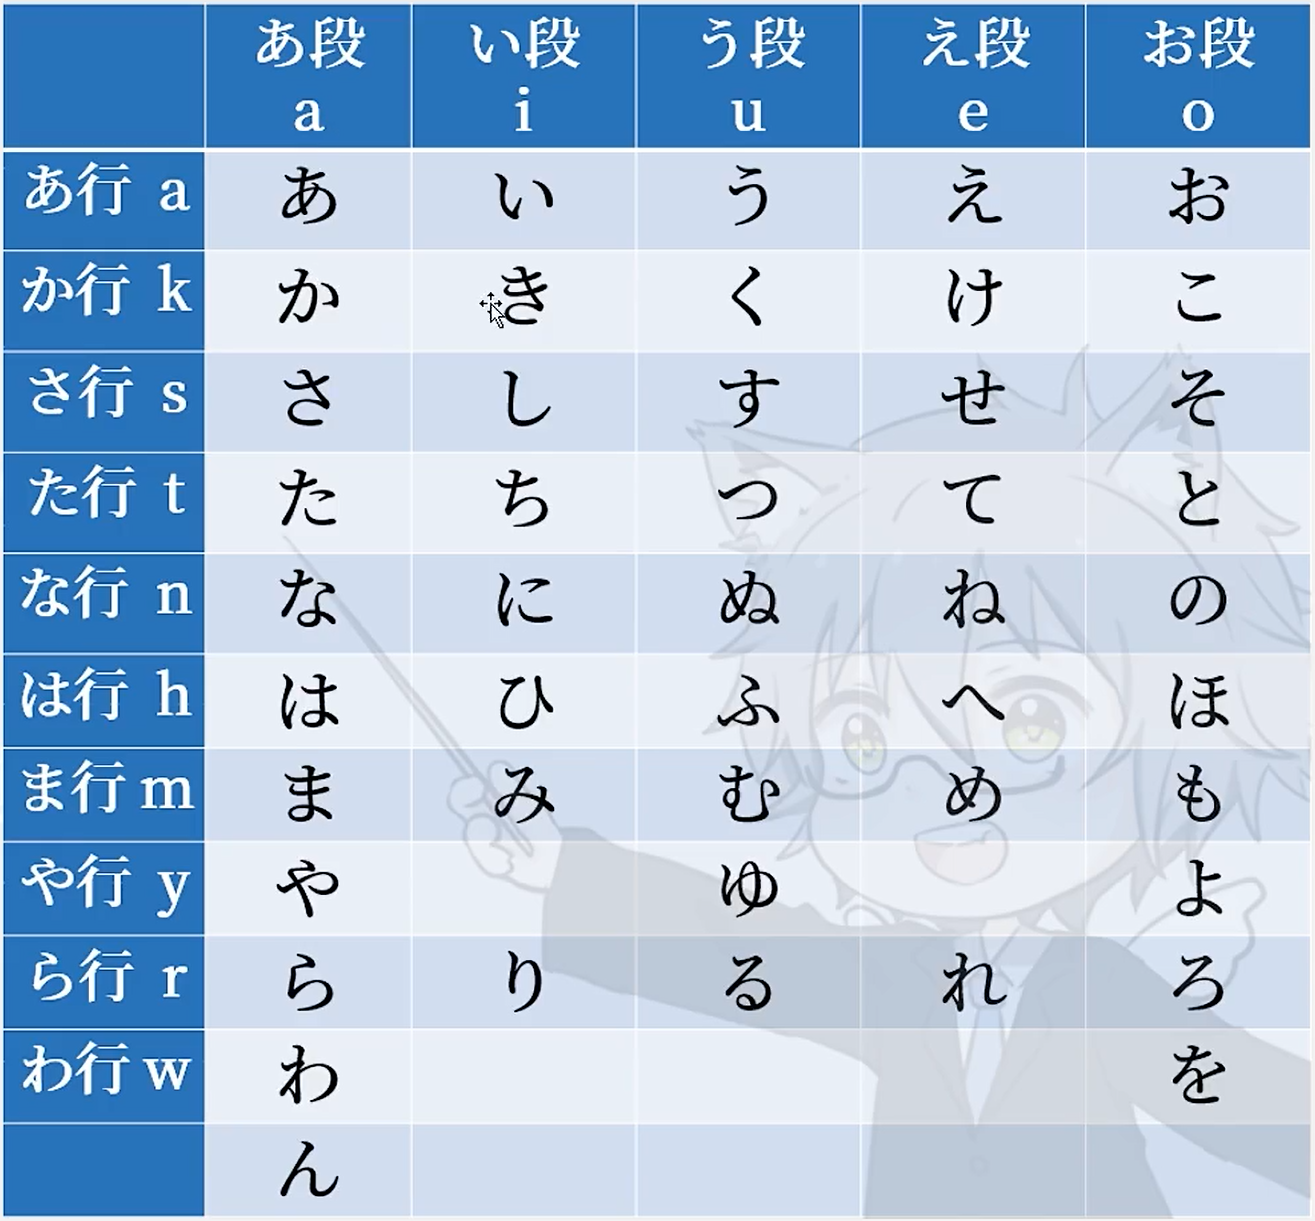 あ段 い段 う段 え段 お段
a i u e o
あ行 a あ い う え お
か行 k か き く け こ
さ行 s さ し す せ そ
た行 t た ち つ て と
な行 n な に ぬ ね の
は行 h は ひ ふ へ ほ
ま行 m ま み む め も
や行 y や ゆ よ
ら行 r ら り る れ ろ
わ行 w わ を
ん